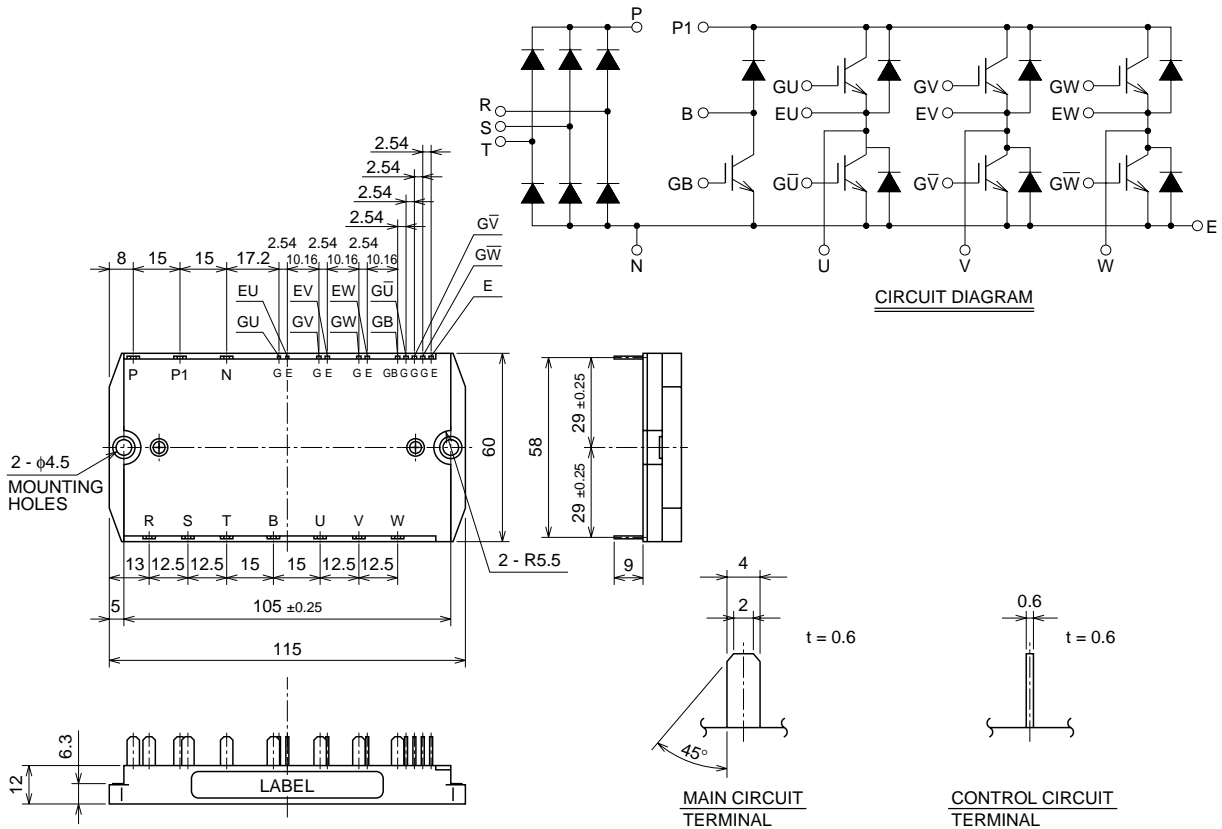 P
P1
R
S
T
B
GB
GU
EU
GU̅
GV
EV
GV̅
GW
EW
GW̅
E
N
U
V
W
CIRCUIT DIAGRAM
2.54
2.54
2.54
2.54
2.54 2.54 2.54
8 15 15 17.2 10.16 10.16 10.16
GV̅
GW̅
EU EV EW GU̅ E
GU GV GW GB
P P1 N G E G E G E GB G G G E
2 - φ4.5
MOUNTING
HOLES
R S T B U V W
2 - R5.5
13 12.5 12.5 15 15 12.5 12.5
5 105 ±0.25
115
60
58
29 ±0.25
29 ±0.25
9
6.3
12
LABEL
4
2
t = 0.6
45°
MAIN CIRCUIT
TERMINAL
0.6
t = 0.6
CONTROL CIRCUIT
TERMINAL